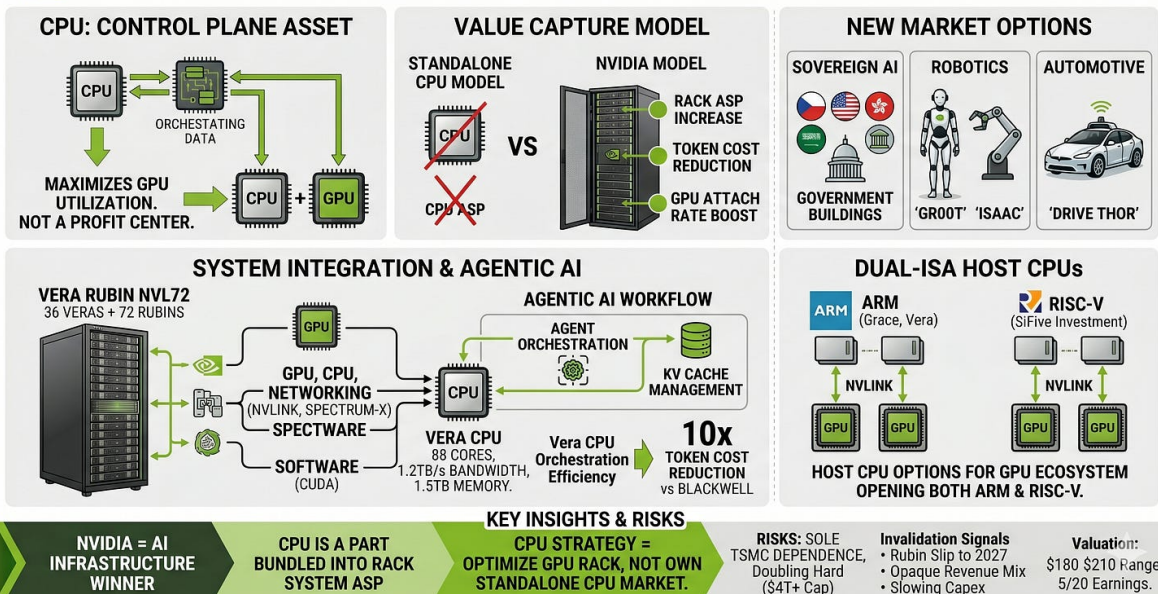 CPU: CONTROL PLANE ASSET
CPU
ORCHESTATING
DATA
MAXIMIZES GPU
UTILIZATION.
NOT A PROFIT CENTER.
CPU
+
GPU
VALUE CAPTURE MODEL
STANDALONE
CPU MODEL
CPU
CPU ASP
VS
NVIDIA MODEL
RACK ASP
INCREASE
TOKEN COST
REDUCTION
GPU ATTACH
RATE BOOST
NEW MARKET OPTIONS
SOVEREIGN AI
GOVERNMENT
BUILDINGS
ROBOTICS
'GR00T' 'ISAAC'
AUTOMOTIVE
'DRIVE THOR'
SYSTEM INTEGRATION & AGENTIC AI
VERA RUBIN NVL72
36 VERAS + 72 RUBINS
GPU
GPU, CPU,
NETWORKING
(NVLINK, SPECTRUM-X)
SPECTWARE
SOFTWARE
(CUDA)
CPU
VERA CPU
88 CORES,
1.2TB/s BANDWIDTH,
1.5TB MEMORY.
AGENTIC AI WORKFLOW
AGENT
ORCHESTRATION
KV CACHE
MANAGEMENT
Vera CPU
Orchestration
Efficiency
10x
TOKEN COST
REDUCTION
vs BLACKWELL
DUAL-ISA HOST CPUs
ARM
ARM
(Grace, Vera)
NVLINK
GPU
GPU
RISC-V
(SiFive Investment)
NVLINK
GPU
GPU
HOST CPU OPTIONS FOR GPU ECOSYSTEM
OPENING BOTH ARM & RISC-V.
KEY INSIGHTS & RISKS
NVIDIA = AI
INFRASTRUCTURE
WINNER
CPU IS A PART
BUNDLED INTO RACK
SYSTEM ASP
CPU STRATEGY =
OPTIMIZE GPU RACK, NOT OWN
STANDALONE CPU MARKET.
RISKS: SOLE
TSMC DEPENDENCE,
Doubling Hard
($4T+ Cap)
Invalidation Signals
• Rubin Slip to 2027
• Opaque Revenue Mix
• Slowing Capex
Valuation:
$180 $210 Range
5/20 Earnings.